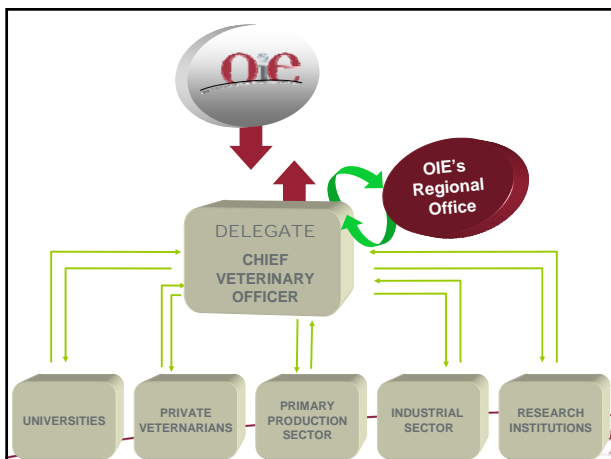 oie
OIE's
Regional
Office
DELEGATE
CHIEF
VETERINARY
OFFICER
UNIVERSITIES
PRIVATE
VETERNARIANS
PRIMARY
PRODUCTION
SECTOR
INDUSTRIAL
SECTOR
RESEARCH
INSTITUTIONS